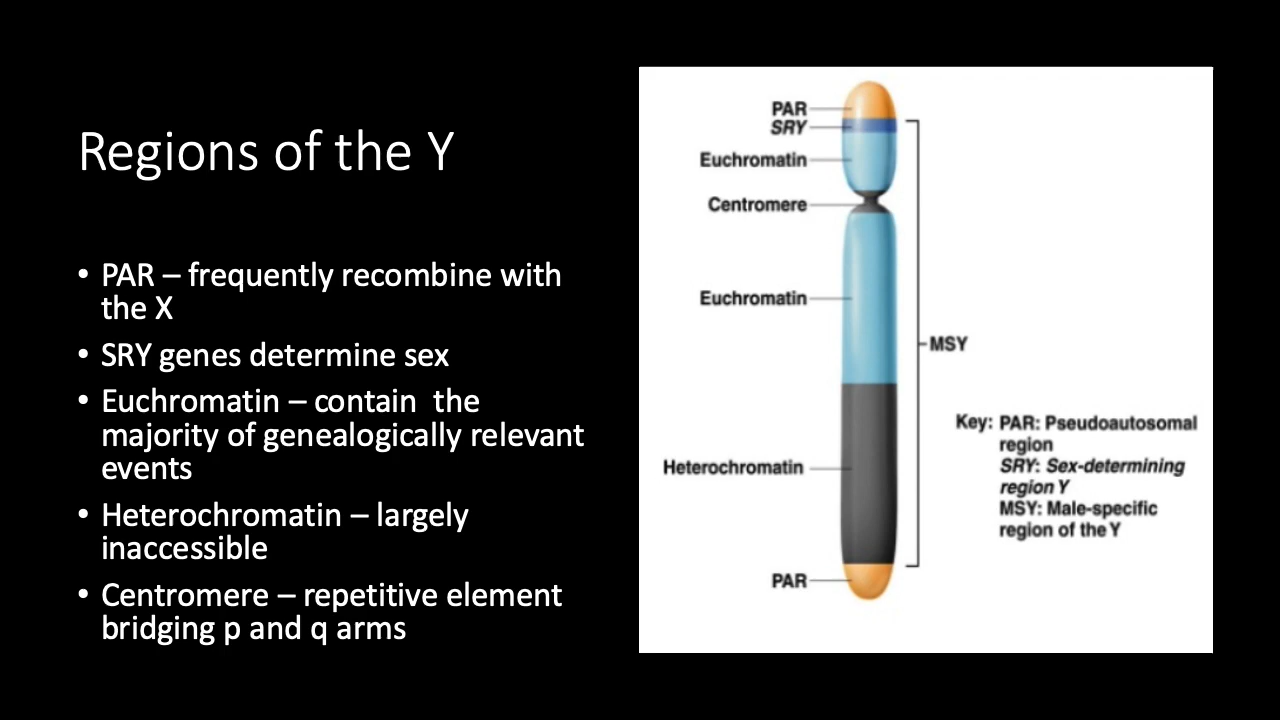 Regions of the Y
• PAR – frequently recombine with
the X
• SRY genes determine sex
• Euchromatin – contain  the
majority of genealogically relevant
events
• Heterochromatin – largely
inaccessible
• Centromere – repetitive element
bridging p and q arms
PAR
SRY
Euchromatin
Centromere
Euchromatin
MSY
Heterochromatin
PAR
Key: PAR: Pseudoautosomal
region
SRY: Sex-determining
region Y
MSY: Male-specific
region of the Y